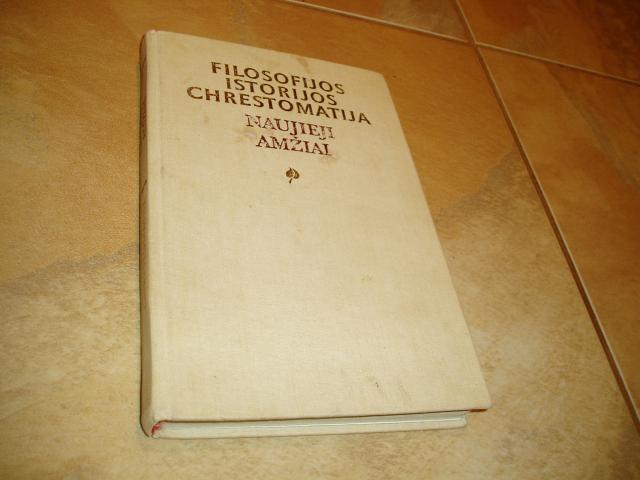 FILOSOFIJOS
ISTORIJOS
CHRESTOMATIJA
NAUJIEJI
AMŽIAI